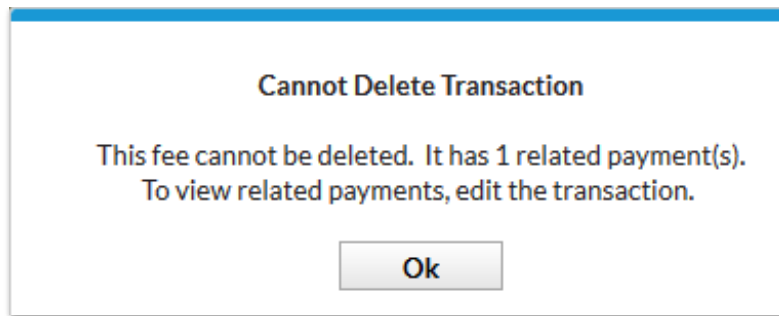 Cannot Delete Transaction
This fee cannot be deleted.  It has 1 related payment(s).
To view related payments, edit the transaction.
Ok